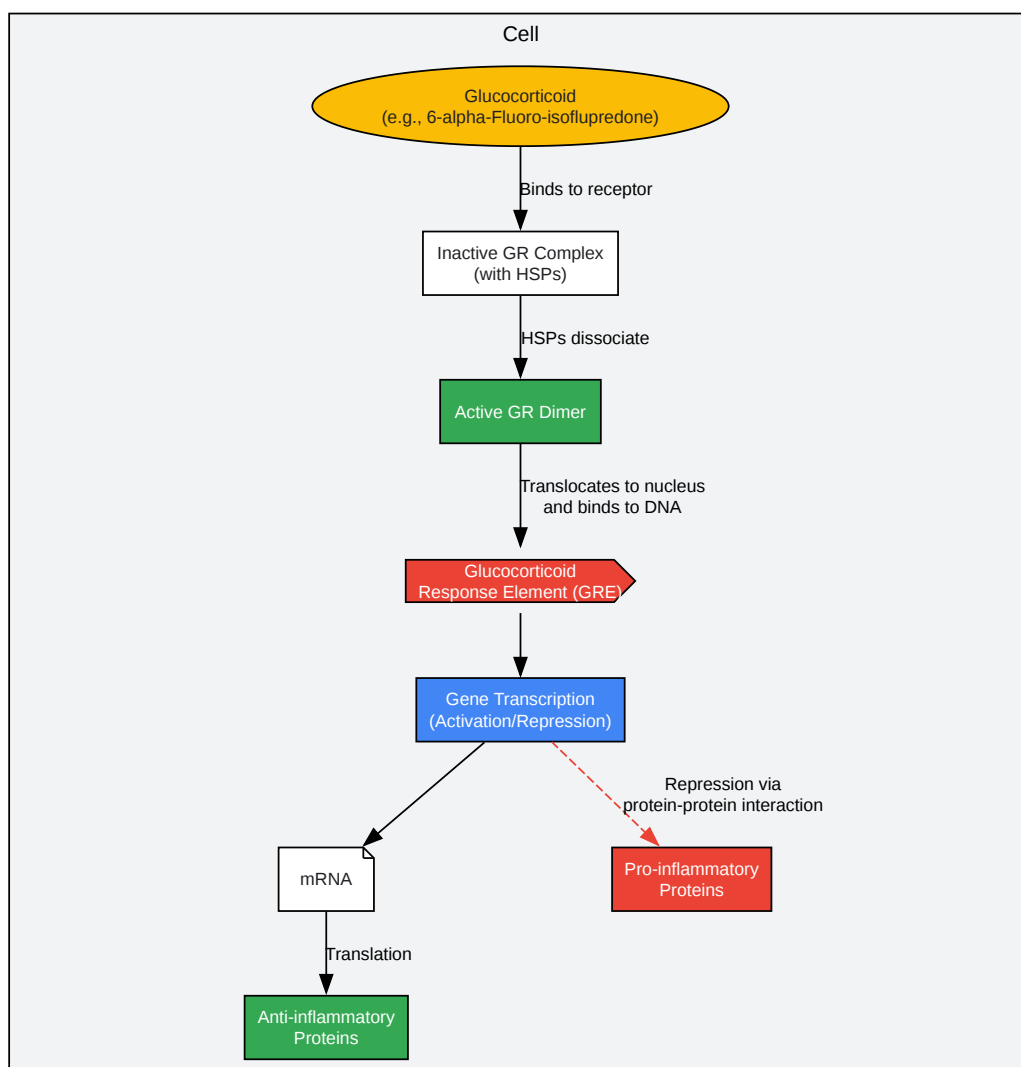 Cell
Glucocorticoid
(e.g., 6-alpha-Fluoro-isoflupredone)
Binds to receptor
Inactive GR Complex
(with HSPs)
HSPs dissociate
Active GR Dimer
Translocates to nucleus
and binds to DNA
Glucocorticoid
Response Element (GRE)
Gene Transcription
(Activation/Repression)
Repression via
protein-protein interaction
mRNA
Pro-inflammatory
Proteins
Translation
Anti-inflammatory
Proteins